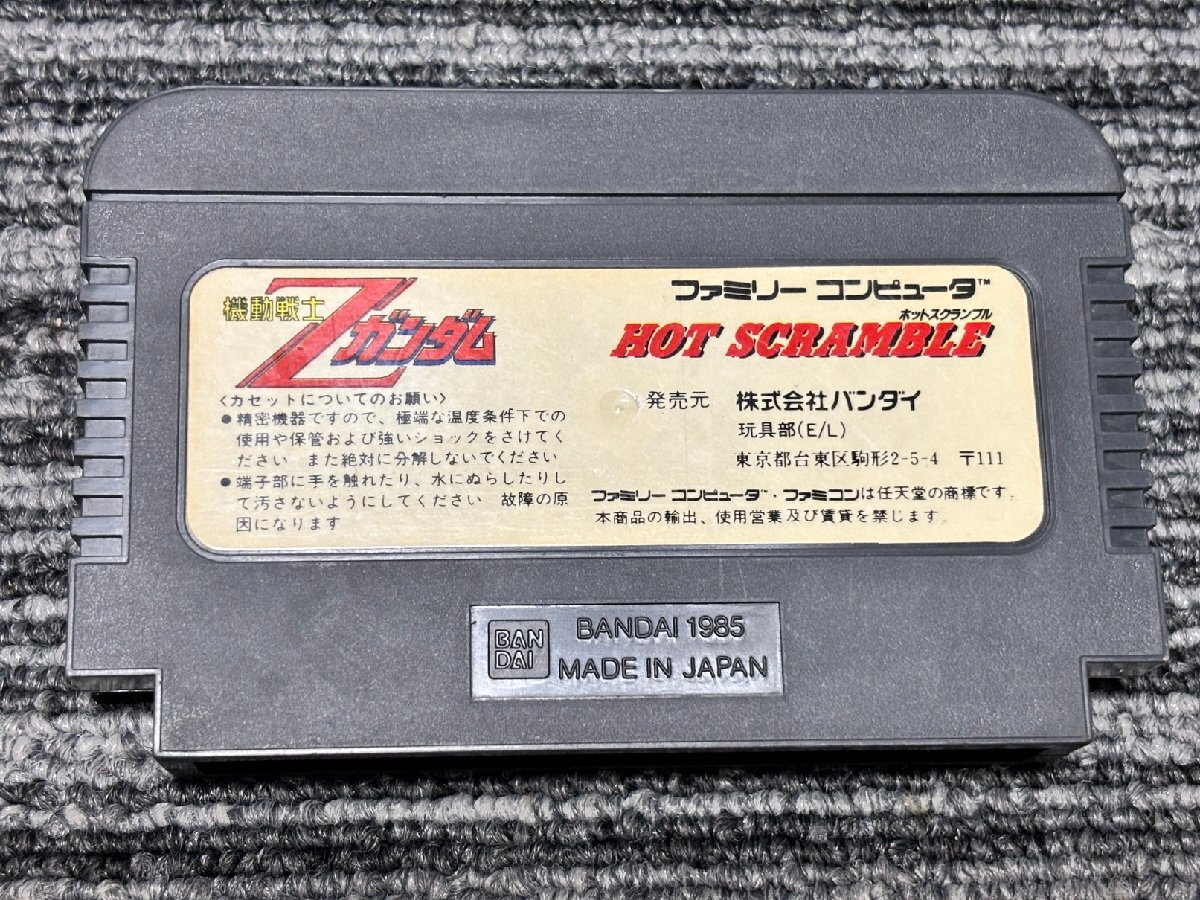 機動戦士
Zガンダム
<カセットについてのお願い>
●精密機器ですので、極端な温度条件下での
使用や保管および強いショックをさけてく
ださい また絶対に分解しないでください
●端子部に手を触れたり、水にぬらしたりし
て汚さないようにしてください 故障の原
因になります
ファミリー コンピュータ™
ホットスクランブル
HOT SCRAMBLE
発売元 株式会社バンダイ
玩具部(E/L)
東京都台東区駒形2-5-4 〒111
ファミリー コンピュータ™・ファミコンは任天堂の商標です。
本商品の輸出、使用営業及び賃貸を禁じます。
BAN
DAI
BANDAI 1985
MADE IN JAPAN